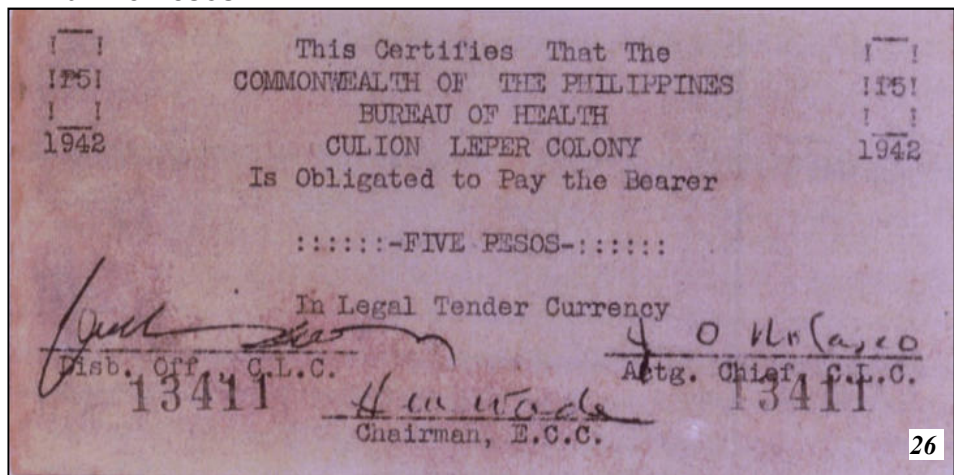 This Certifies That The
COMMONWEALTH OF THE PHILIPPINES
BUREAU OF HEALTH
CULION LEPER COLONY
Is Obligated to Pay the Bearer
! !
!P5!
! !
1942
! !
!P5!
! !
1942
::::::-FIVE PESOS-::::::
In Legal Tender Currency
Disb. Off., C.L.C.
Actg. Chief, C.L.C.
13411
13411
H W Wade
Chairman, E.C.C.
26